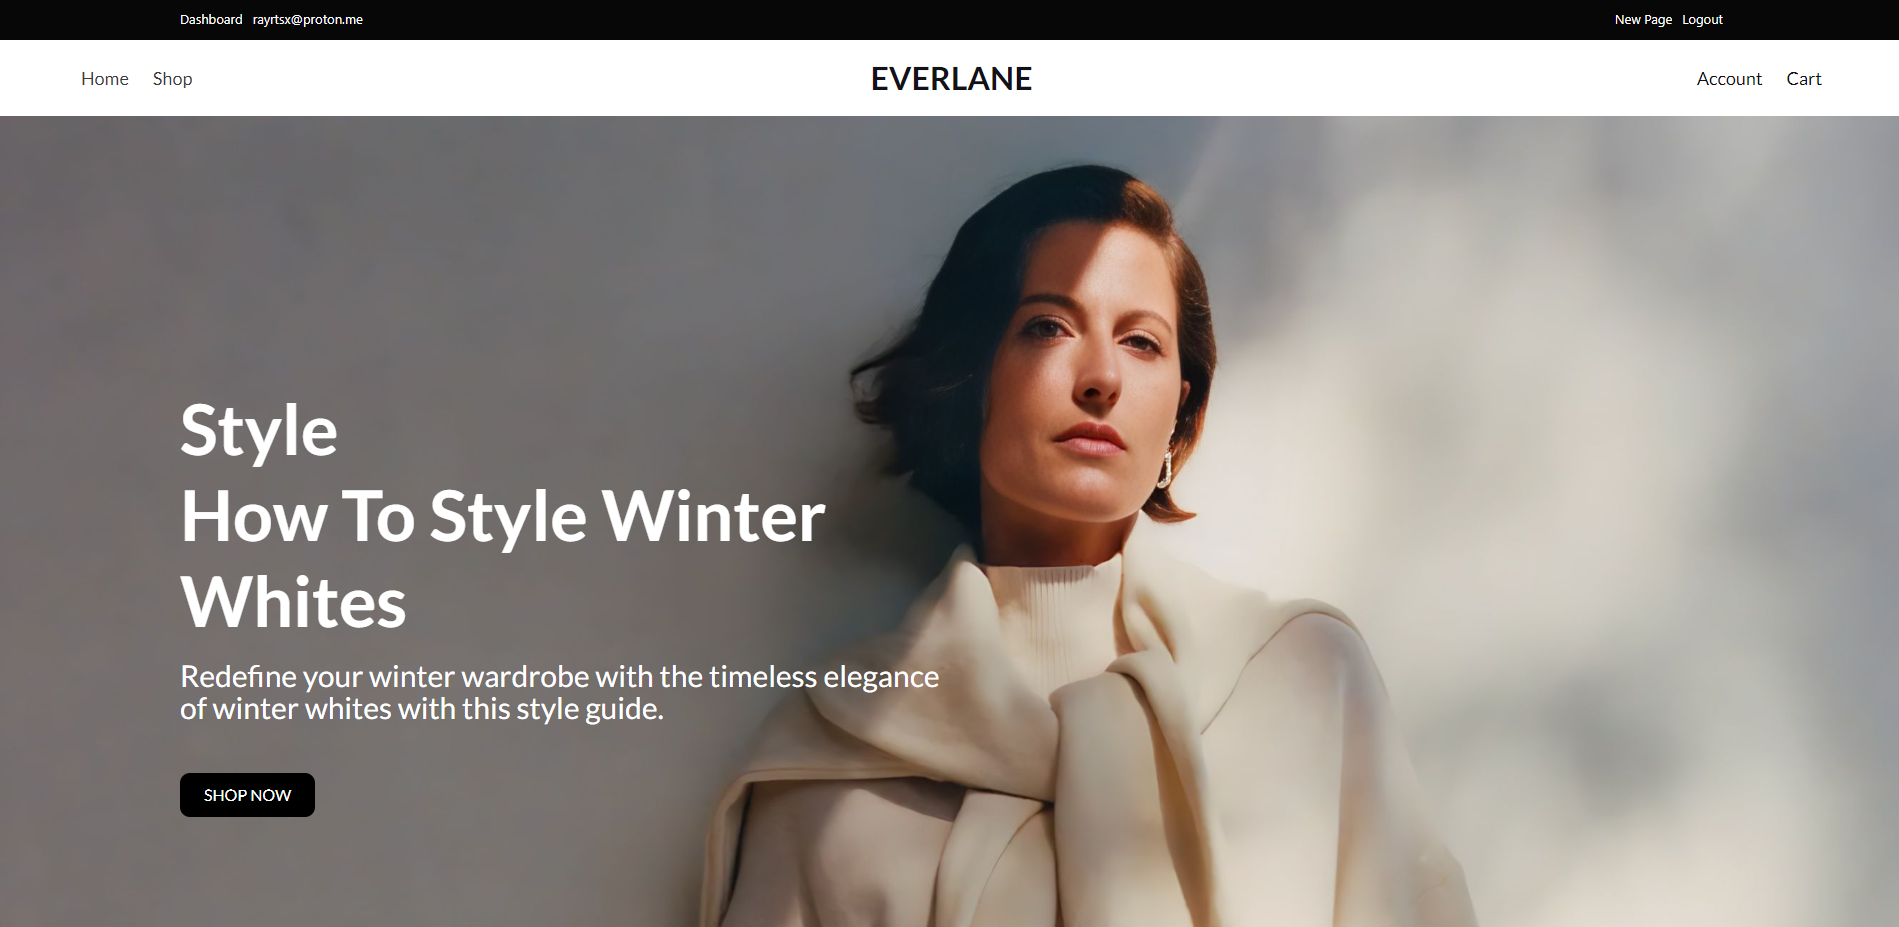 Dashboard rayrtsx@proton.me New Page Logout
Home Shop EVERLANE Account Cart
Style
How To Style Winter
Whites
Redefine your winter wardrobe with the timeless elegance
of winter whites with this style guide.
SHOP NOW